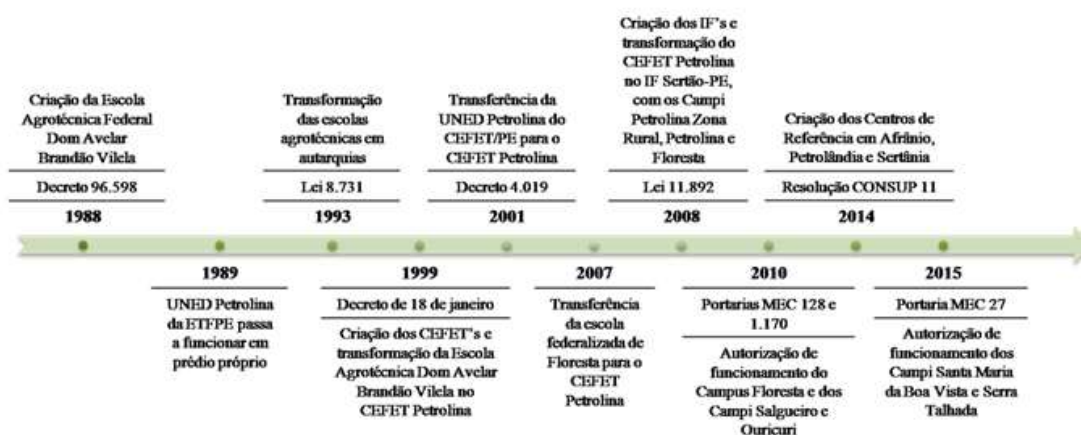 Criação da Escola
Agrotécnica Federal
Dom Avelar
Brandão Vilela
Decreto 96.598
1988
Transformação
das escolas
agrotécnicas em
autarquias
Lei 8.731
1993
Transferência da
UNED Petrolina do
CEFET/PE para o
CEFET Petrolina
Decreto 4.019
2001
Criação dos IF's e
transformação do
CEFET Petrolina
no IF Sertão-PE,
com os Campi
Petrolina Zona
Rural, Petrolina e
Floresta
Lei 11.892
2008
Criação dos Centros de
Referência em Afrânio,
Petrolândia e Sertânia
Resolução CONSUP 11
2014
1989
UNED Petrolina
da ETFPE passa
a funcionar em
prédio próprio
1999
Decreto de 18 de janeiro
Criação dos CEFET's e
transformação da Escola
Agrotécnica Dom Avelar
Brandão Vilela no
CEFET Petrolina
2007
Transferência
da escola
federalizada de
Floresta para o
CEFET
Petrolina
2010
Portarias MEC 128 e
1.170
Autorização de
funcionamento do
Campus Floresta e dos
Campi Salgueiro e
Ouricuri
2015
Portaria MEC 27
Autorização de
funcionamento dos
Campi Santa Maria
da Boa Vista e Serra
Talhada